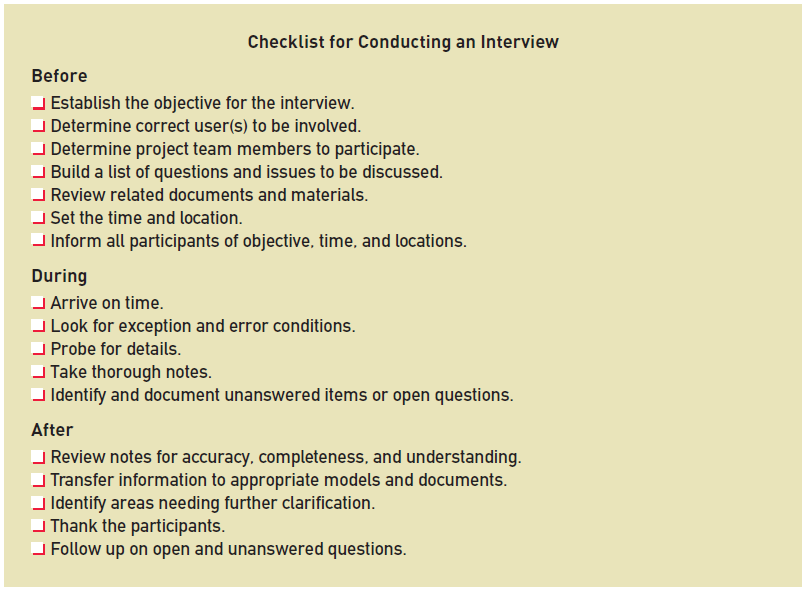 Checklist for Conducting an Interview
Before
Establish the objective for the interview.
Determine correct user(s) to be involved.
Determine project team members to participate.
Build a list of questions and issues to be discussed.
Review related documents and materials.
Set the time and location.
Inform all participants of objective, time, and locations.
During
Arrive on time.
Look for exception and error conditions.
Probe for details.
Take thorough notes.
Identify and document unanswered items or open questions.
After
Review notes for accuracy, completeness, and understanding.
Transfer information to appropriate models and documents.
Identify areas needing further clarification.
Thank the participants.
Follow up on open and unanswered questions.